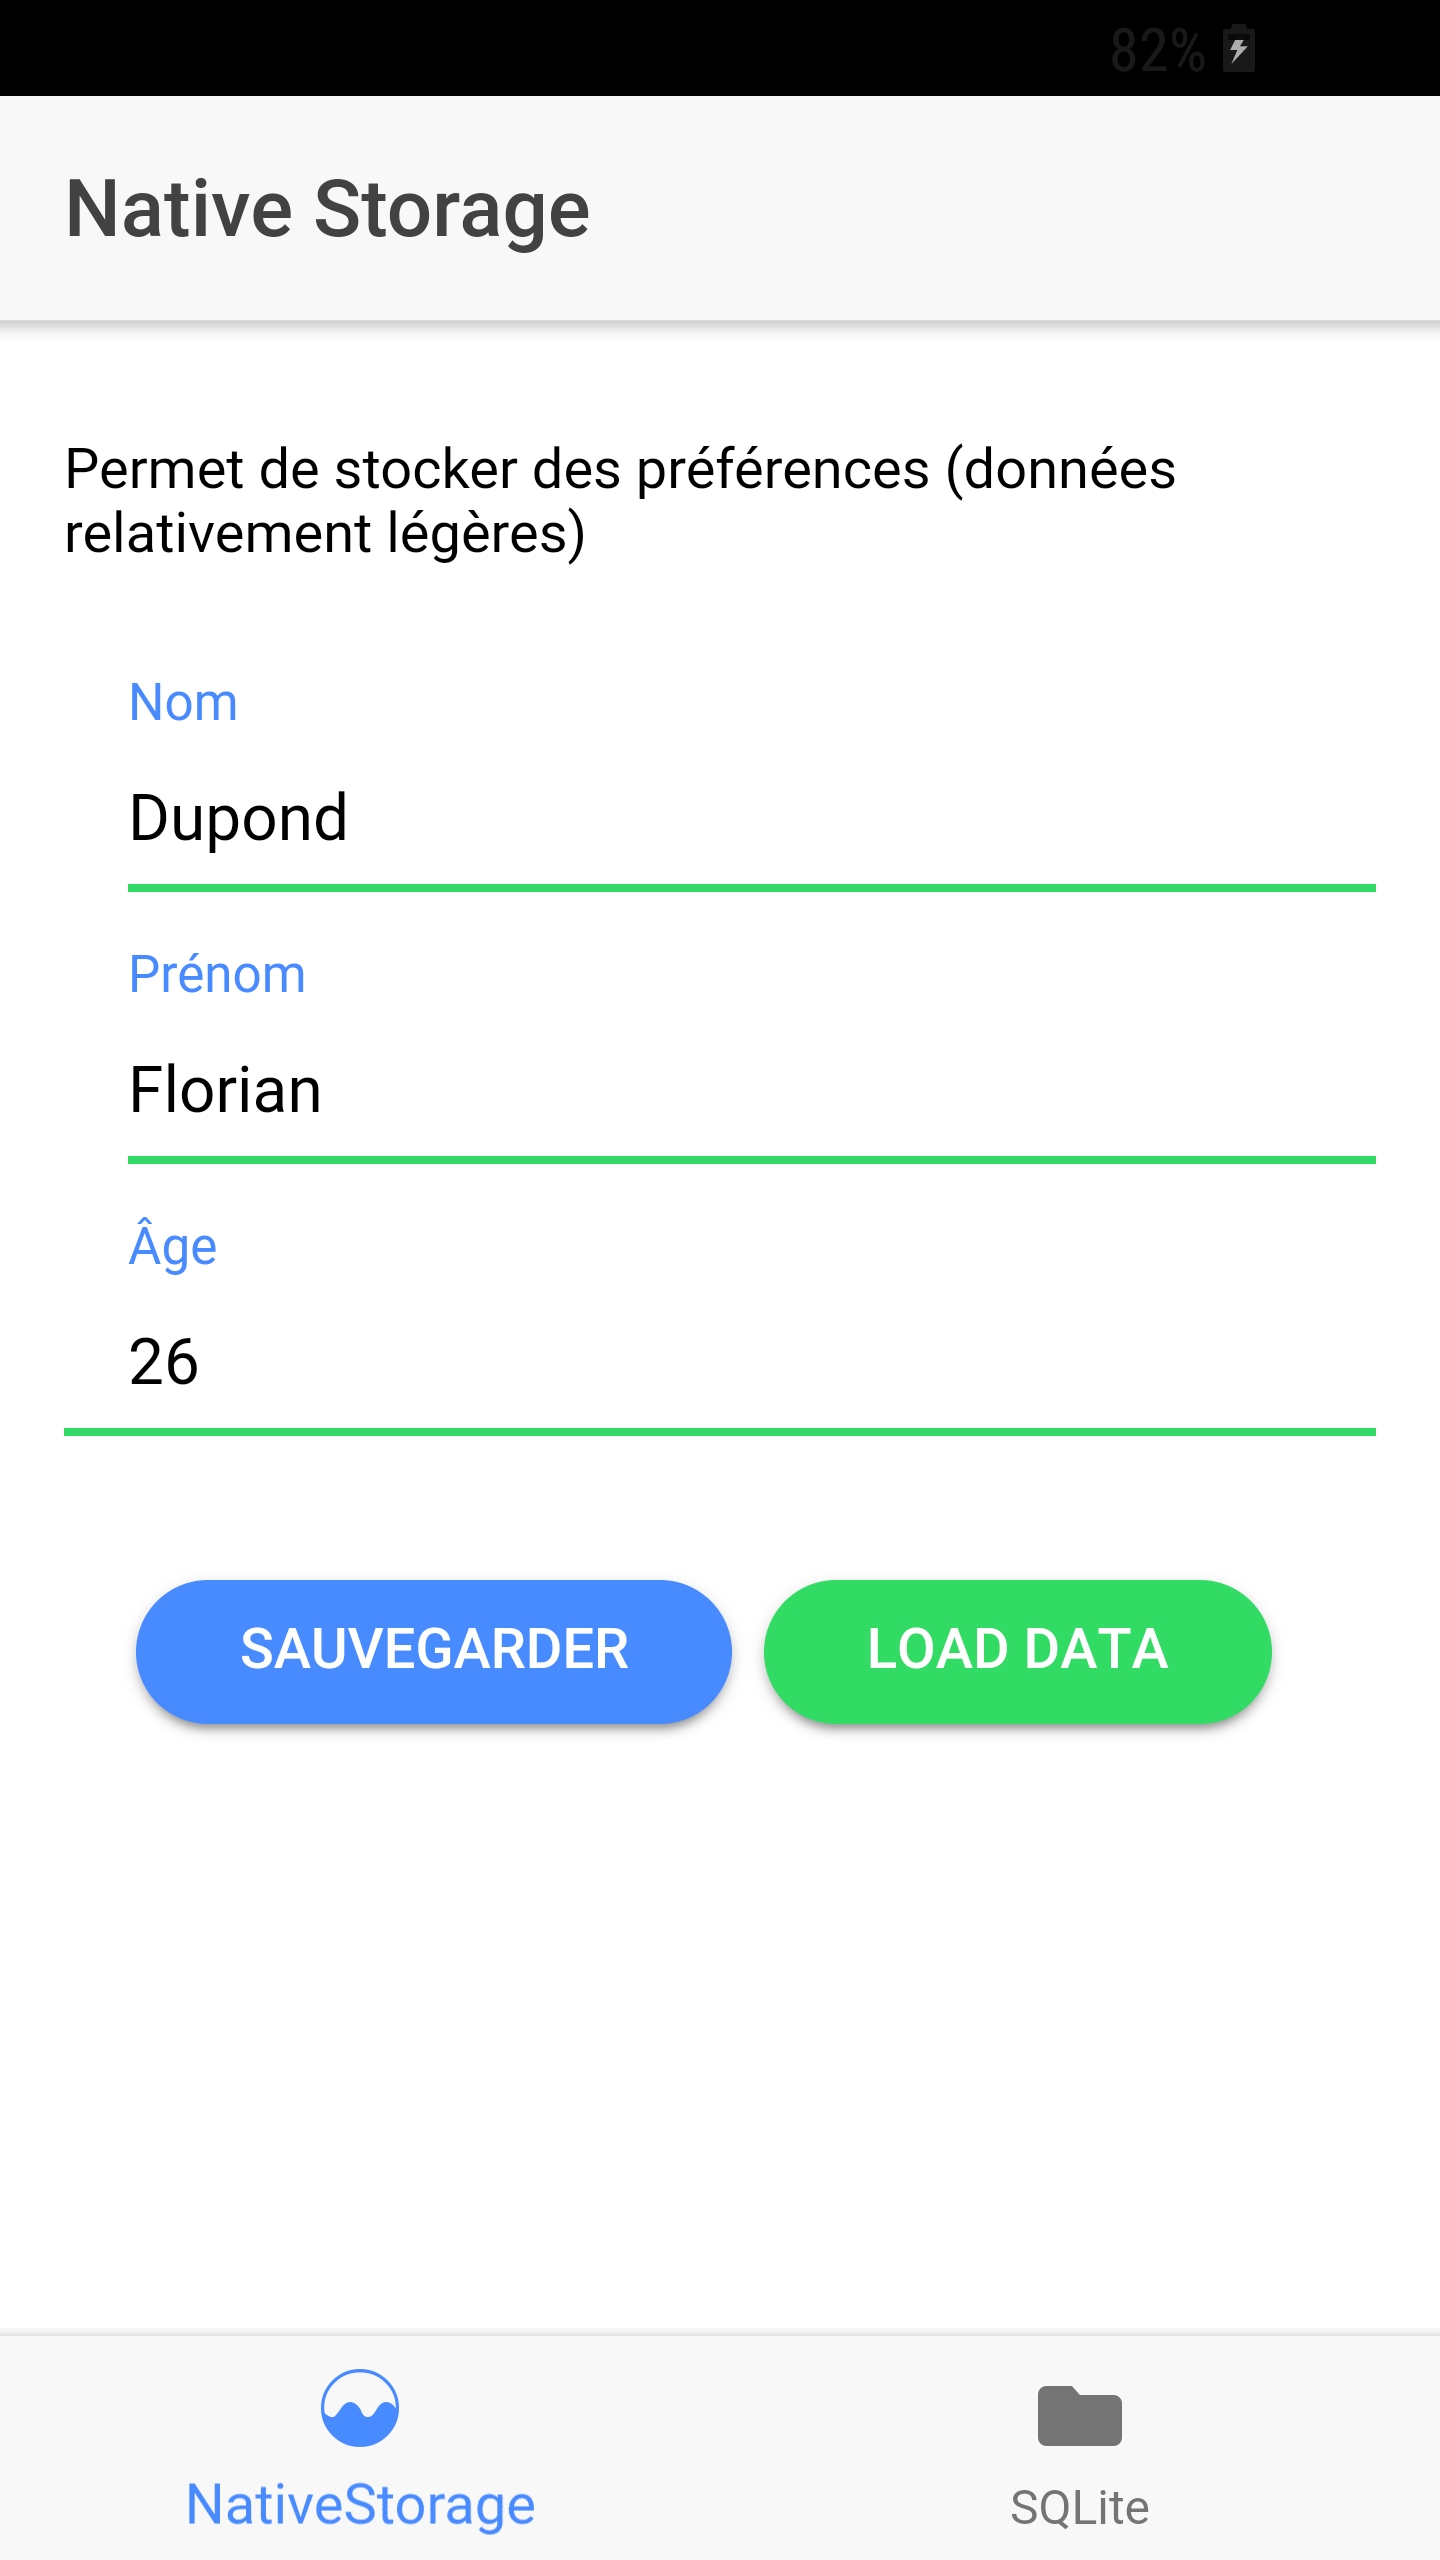 82%
Native Storage
Permet de stocker des préférences (données
relativement légères)
Nom
Dupond
Prénom
Florian
Âge
26
SAUVEGARDER LOAD DATA
NativeStorage SQLite